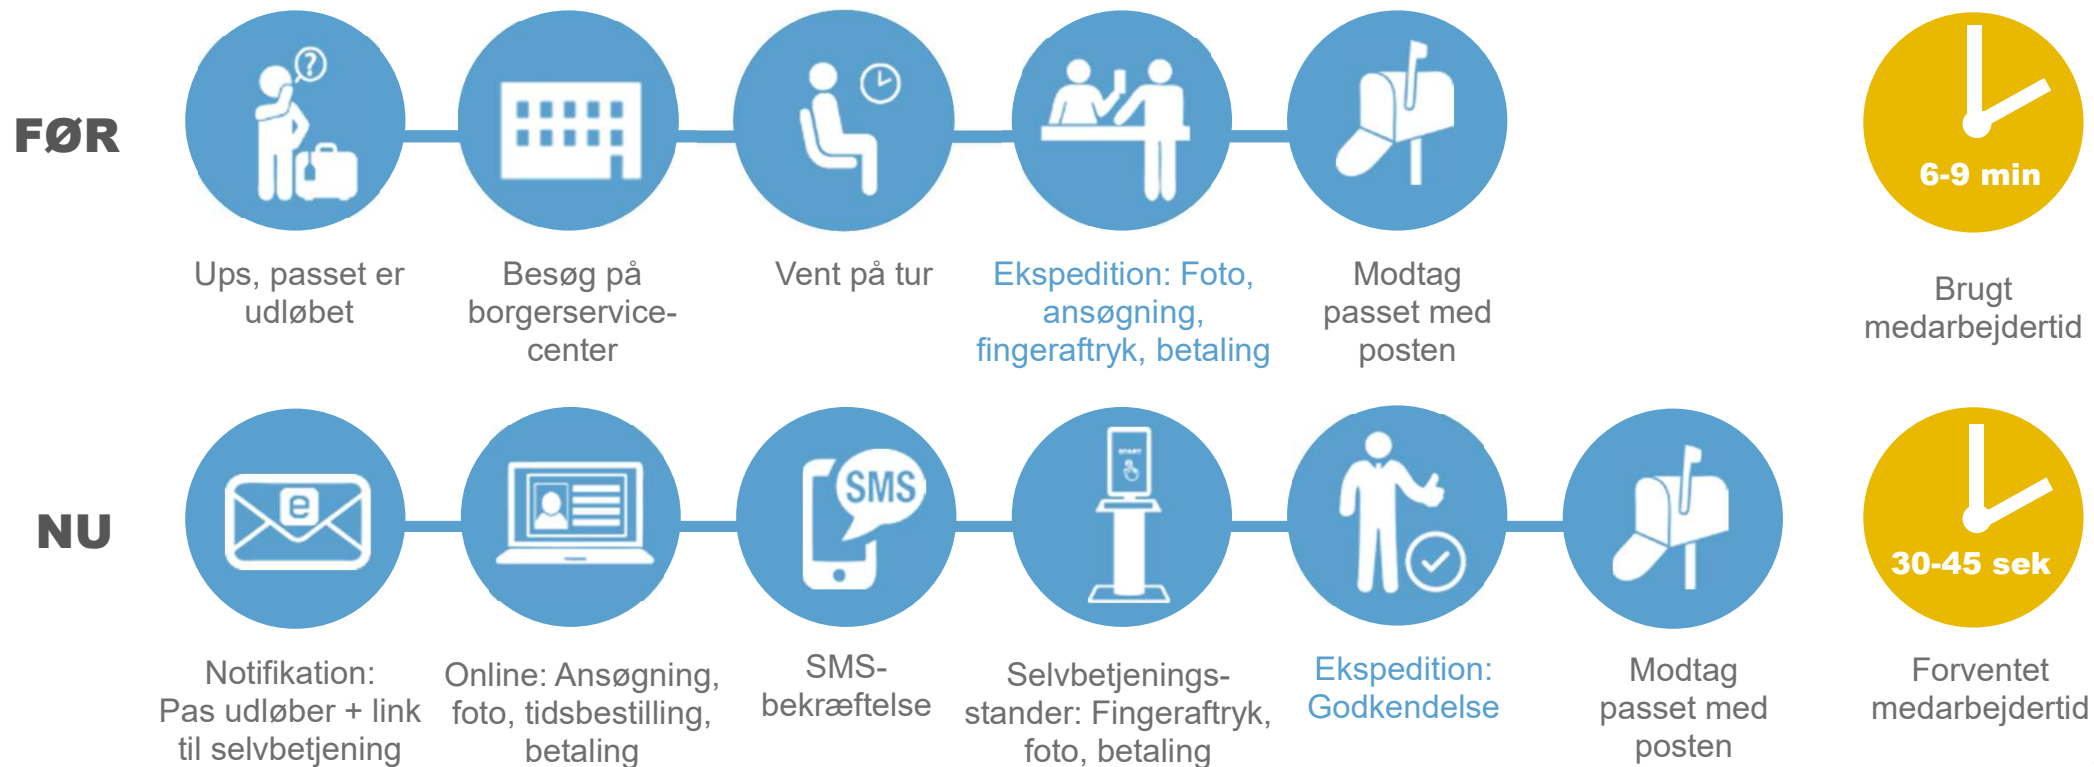 FØR
?
6-9 min
Ups, passet er
udløbet
Besøg på
borgerservice-
center
Vent på tur
Ekspedition: Foto,
ansøgning,
fingeraftryk, betaling
Modtag
passet med
posten
Brugt
medarbejdertid
NU
e
SMS
START
30-45 sek
Notifikation:
Pas udløber + link
til selvbetjening
Online: Ansøgning,
foto, tidsbestilling,
betaling
SMS-
bekræftelse
Selvbetjenings-
stander: Fingeraftryk,
foto, betaling
Ekspedition:
Godkendelse
Modtag
passet med
posten
Forventet
medarbejdertid